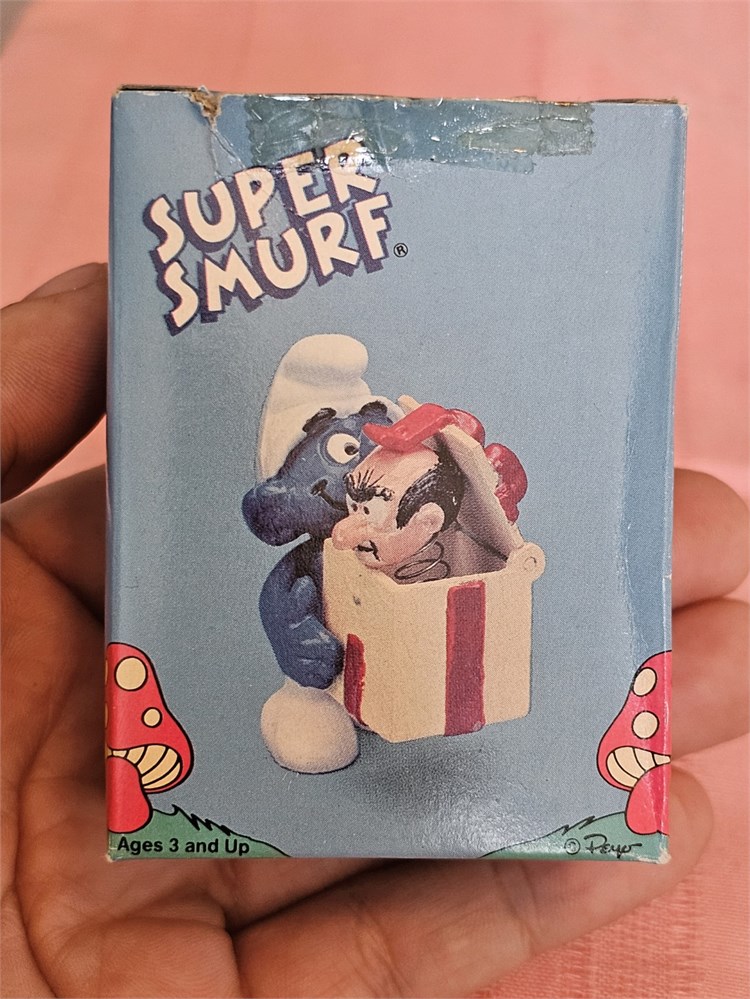 SUPER
SMURF®
Ages 3 and Up
© Peyo